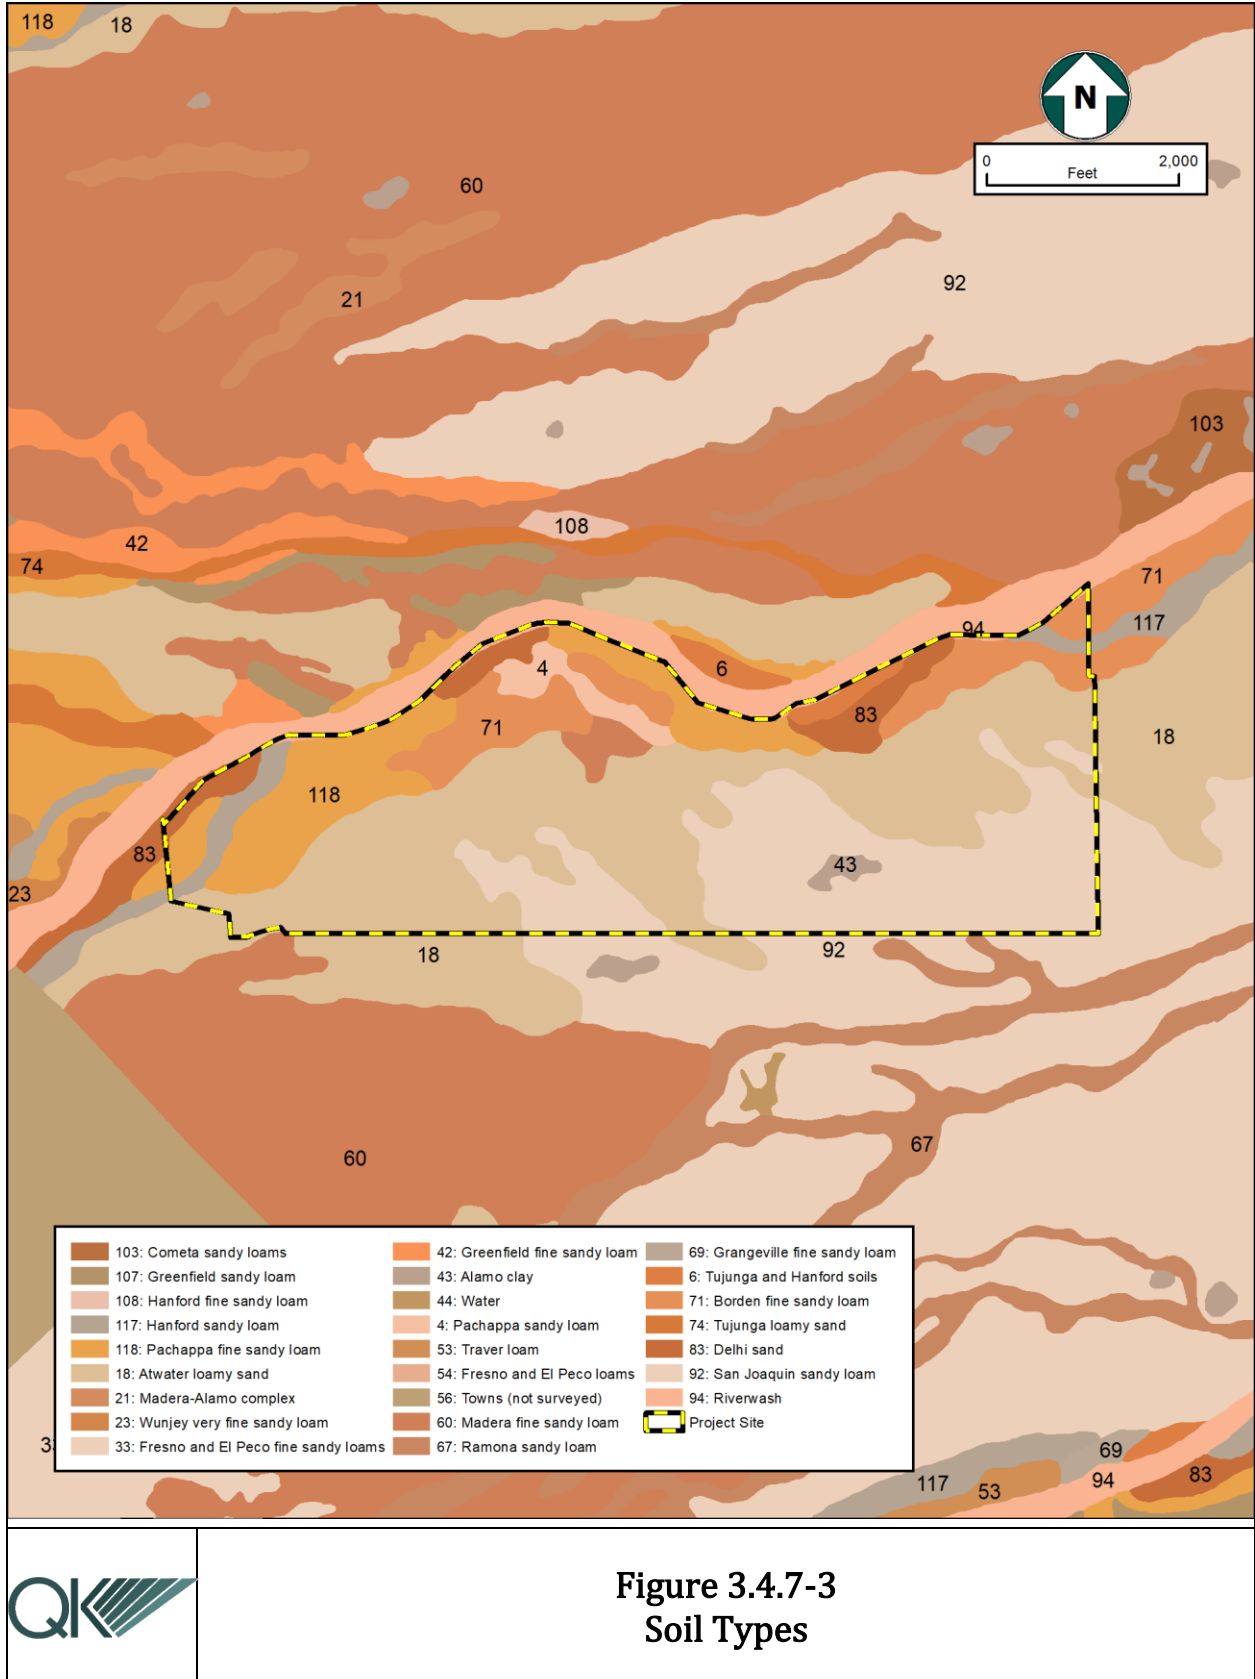 118
18
N
0 2,000
Feet
60
92
21
103
108
42
74
71
117
94
4
6
83
71
18
118
83
43
23
18
92
67
60
103: Cometa sandy loams
107: Greenfield sandy loam
108: Hanford fine sandy loam
117: Hanford sandy loam
118: Pachappa fine sandy loam
18: Atwater loamy sand
21: Madera-Alamo complex
23: Wunjey very fine sandy loam
33: Fresno and El Peco fine sandy loams
42: Greenfield fine sandy loam
43: Alamo clay
44: Water
4: Pachappa sandy loam
53: Traver loam
54: Fresno and El Peco loams
56: Towns (not surveyed)
60: Madera fine sandy loam
67: Ramona sandy loam
69: Grangeville fine sandy loam
6: Tujunga and Hanford soils
71: Borden fine sandy loam
74: Tujunga loamy sand
83: Delhi sand
92: San Joaquin sandy loam
94: Riverwash
Project Site
3
69
117
53
94
83
QK
Figure 3.4.7-3
Soil Types